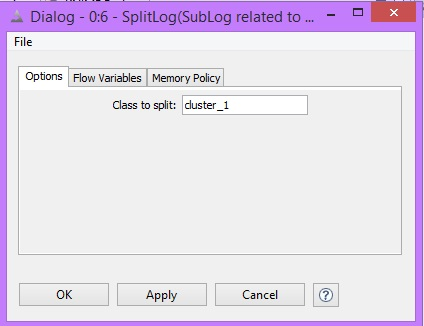 Dialog - 0:6 - SplitLog(SubLog related to ...
File
Options Flow Variables Memory Policy
Class to split: cluster_1
OK Apply Cancel ?